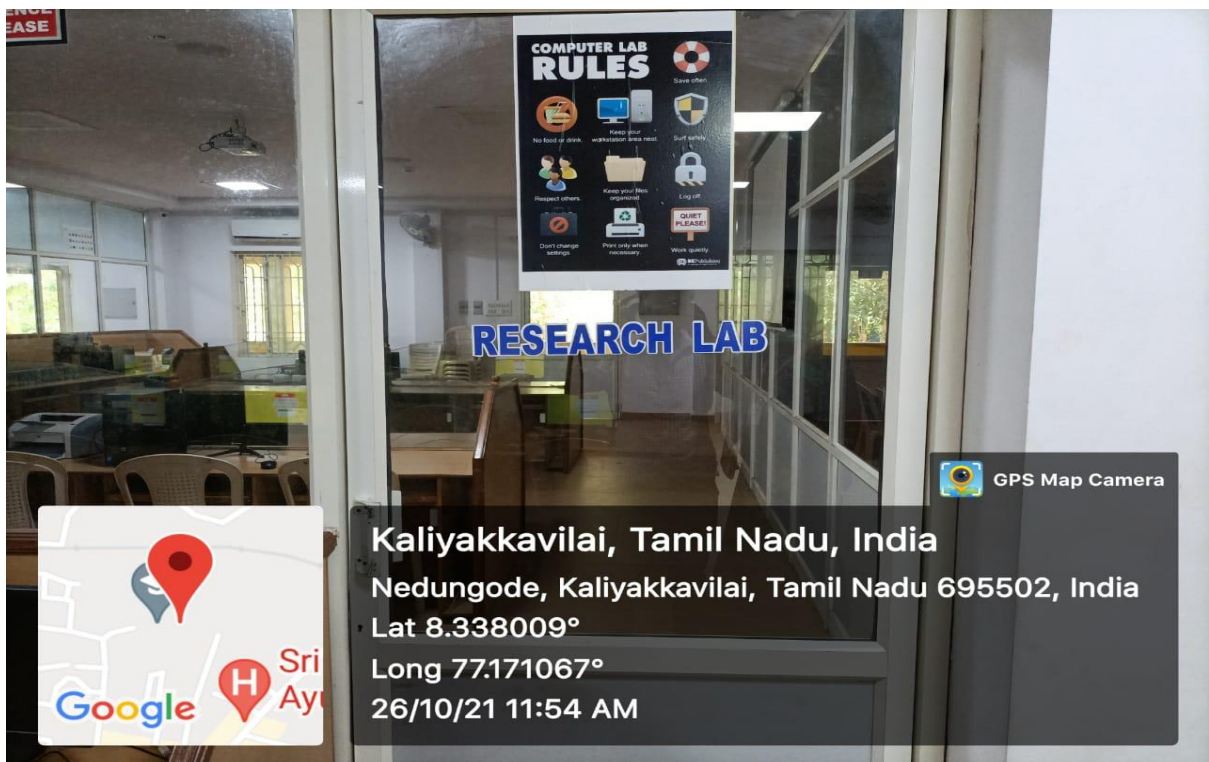 EASE
COMPUTER LAB
RULES
Save often.
No food or drink.
Keep your
workstation area neat.
Surf safely.
Respect others.
Keep your files
organized.
Log off.
QUIET
PLEASE!
Don't change
settings.
Print only when
necessary.
Work quietly.
RESEARCH LAB
GPS Map Camera
Kaliyakkavilai, Tamil Nadu, India
Nedungode, Kaliyakkavilai, Tamil Nadu 695502, India
Lat 8.338009°
Long 77.171067°
26/10/21 11:54 AM
Sri
Ayu
H
Google